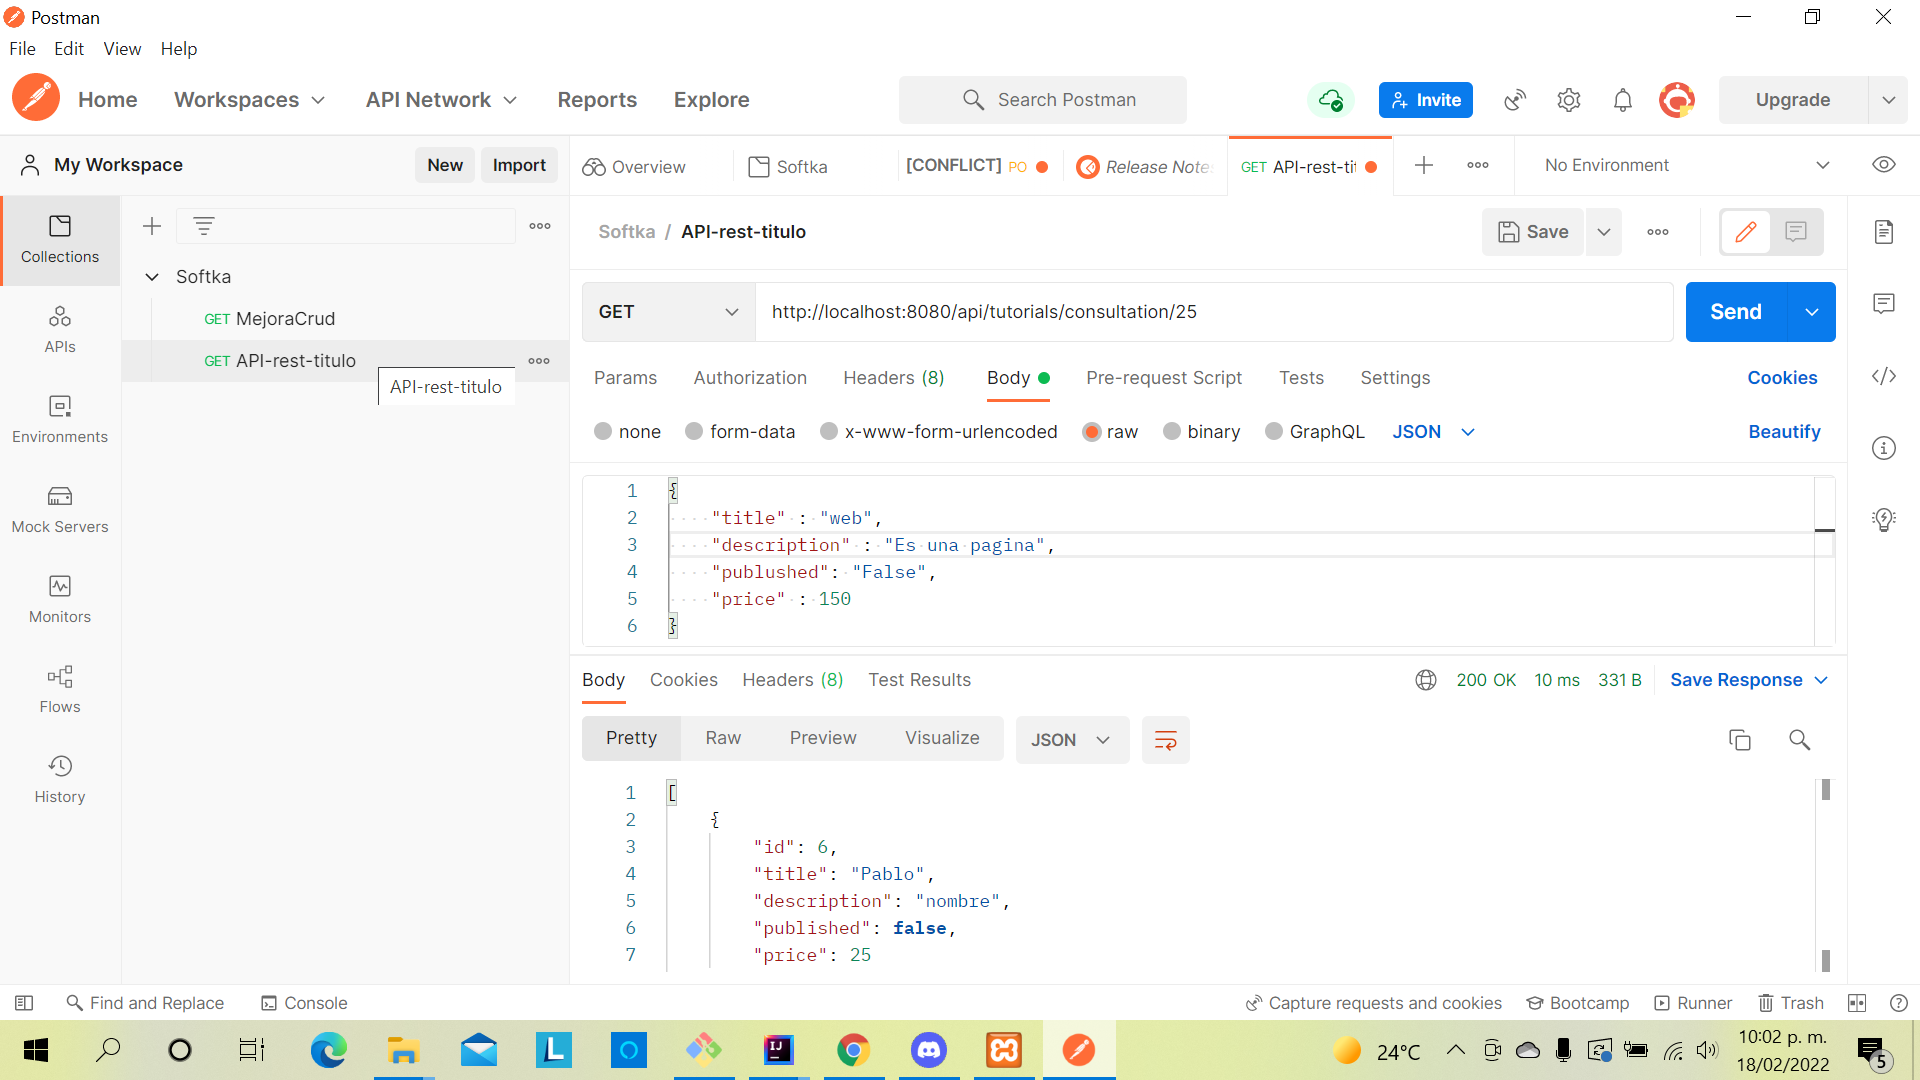 Postman
File Edit View Help
Home Workspaces API Network Reports Explore Search Postman Invite Upgrade
My Workspace New Import Overview Softka [CONFLICT] PO Release Note GET API-rest-tit No Environment
Collections
APIs
Environments
Mock Servers
Monitors
Flows
History
Softka
GET MejoraCrud
GET API-rest-titulo
API-rest-titulo
Softka / API-rest-titulo Save
GET http://localhost:8080/api/tutorials/consultation/25 Send
Params Authorization Headers (8) Body Pre-request Script Tests Settings Cookies
none form-data x-www-form-urlencoded raw binary GraphQL JSON Beautify
1 {
2 "title" : "web",
3 "description" : "Es una pagina",
4 "publushed": "False",
5 "price" : 150
6 }
Body Cookies Headers (8) Test Results 200 OK 10 ms 331 B Save Response
Pretty Raw Preview Visualize JSON
1 [
2 {
3 "id": 6,
4 "title": "Pablo",
5 "description": "nombre",
6 "published": false,
7 "price": 25
Find and Replace Console Capture requests and cookies Bootcamp Runner Trash
L IJ 24°C 10:02 p. m.
18/02/2022 5